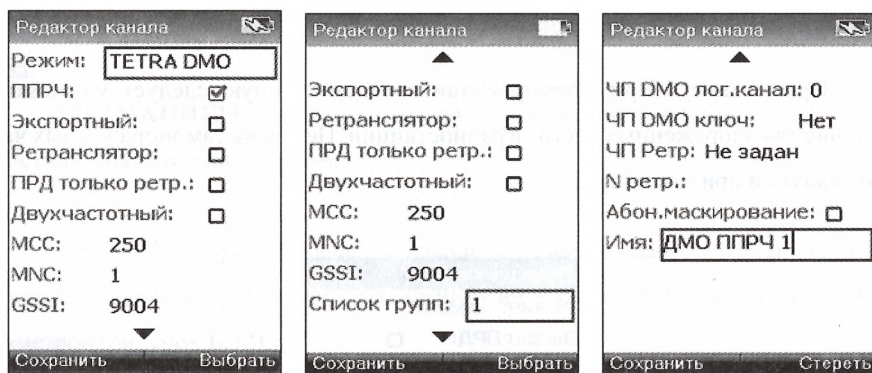 Редактор канала
Режим: TETRA DMO
ППРЧ:
Экспортный:
Ретранслятор:
ПРД только ретр.:
Двухчастотный:
MCC: 250
MNC: 1
GSSI: 9004
Сохранить Выбрать
Редактор канала
Экспортный:
Ретранслятор:
ПРД только ретр.:
Двухчастотный:
MCC: 250
MNC: 1
GSSI: 9004
Список групп: 1
Сохранить Выбрать
Редактор канала
ЧП DMO лог.канал: 0
ЧП DMO ключ: Нет
ЧП Ретр: Не задан
N ретр.:
Абон.маскирование:
Имя: ДМО ППРЧ 1
Сохранить Стереть